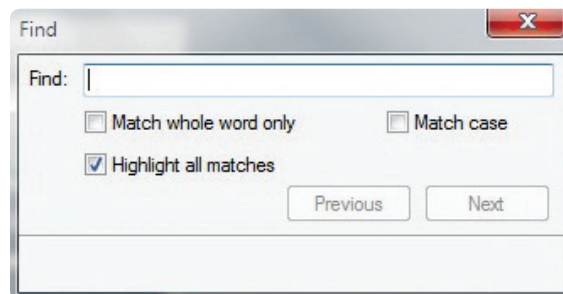 Find
Find:
Match whole word only Match case
Highlight all matches
Previous Next